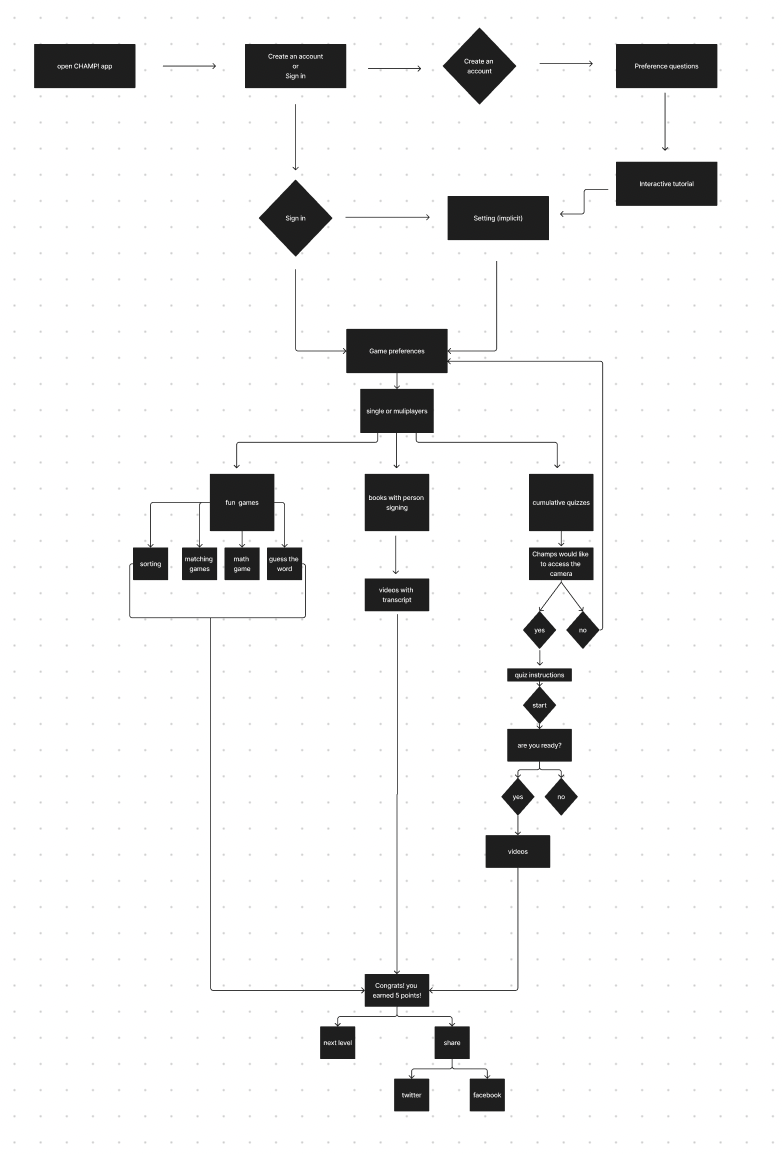 open CHAMP! app
Create an account
or
Sign in
Create an
account
Preference questions
Interactive tutorial
Sign in
Setting (implicit)
Game preferences
single or muliplayers
fun games
books with person
signing
cumulative quizzes
sorting
matching
games
math
game
guess the
word
Champs would like
to access the
camera
videos with
transcript
yes
no
quiz instructions
start
are you ready?
yes
no
videos
Congrats! you
earned 5 points!
next level
share
twitter
facebook